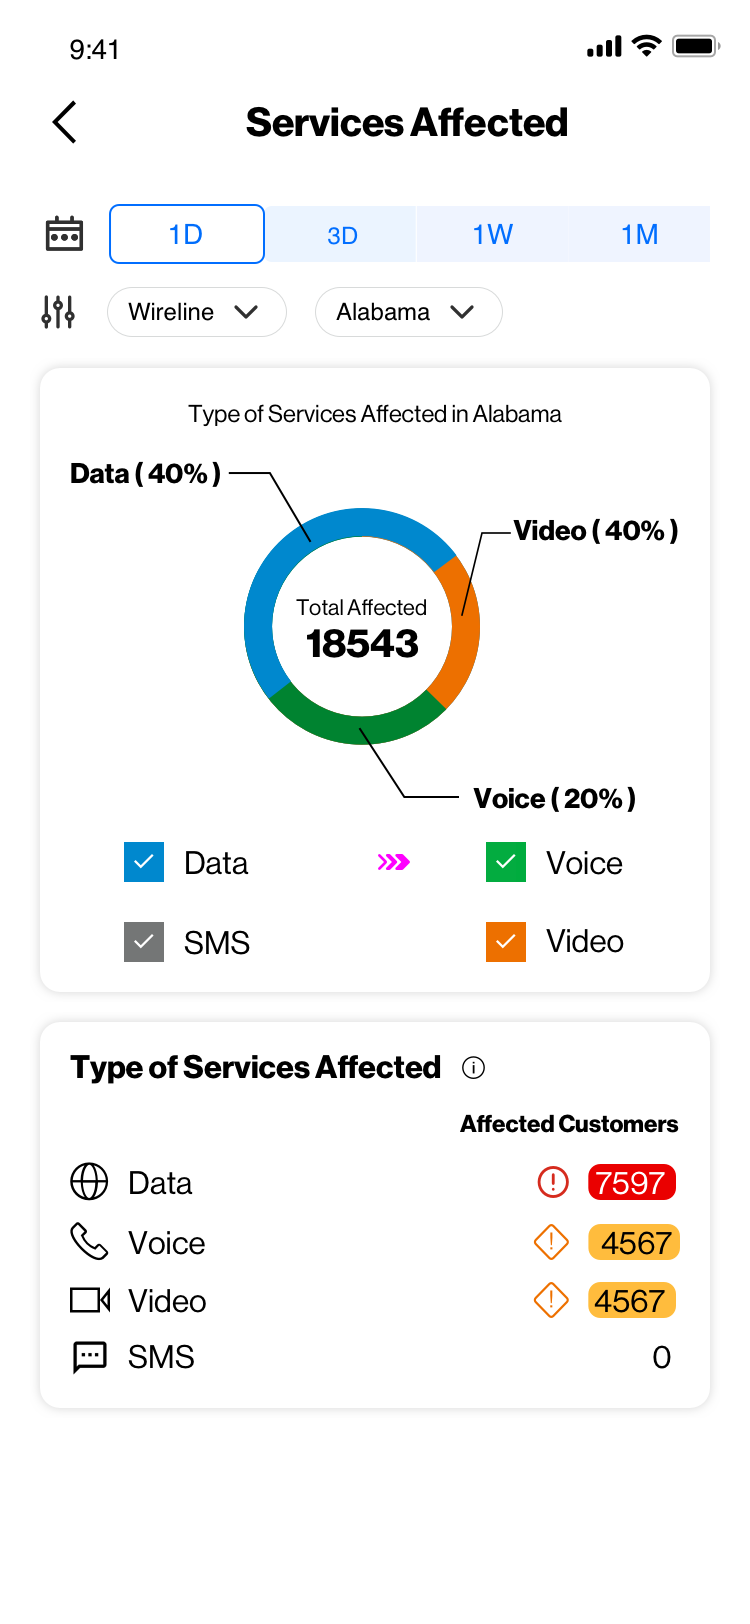 9:41
Services Affected
1D 3D 1W 1M
Wireline Alabama
Type of Services Affected in Alabama
Data ( 40% )
Video ( 40% )
Total Affected
18543
Voice ( 20% )
Data Voice
SMS Video
Type of Services Affected
Affected Customers
Data 7597
Voice 4567
Video 4567
SMS 0